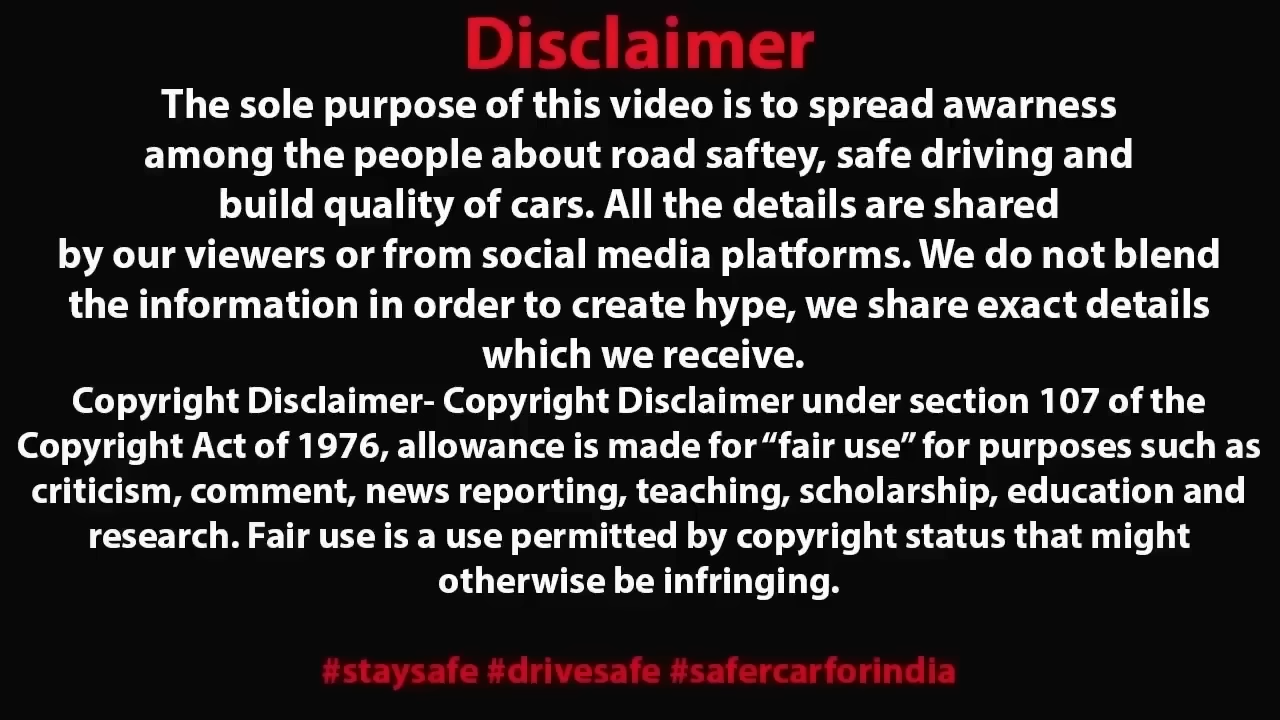 Disclaimer
The sole purpose of this video is to spread awarness
among the people about road saftey, safe driving and
build quality of cars. All the details are shared
by our viewers or from social media platforms. We do not blend
the information in order to create hype, we share exact details
which we receive.
Copyright Disclaimer- Copyright Disclaimer under section 107 of the
Copyright Act of 1976, allowance is made for “fair use” for purposes such as
criticism, comment, news reporting, teaching, scholarship, education and
research. Fair use is a use permitted by copyright status that might
otherwise be infringing.
#staysafe #drivesafe #safercarforindia